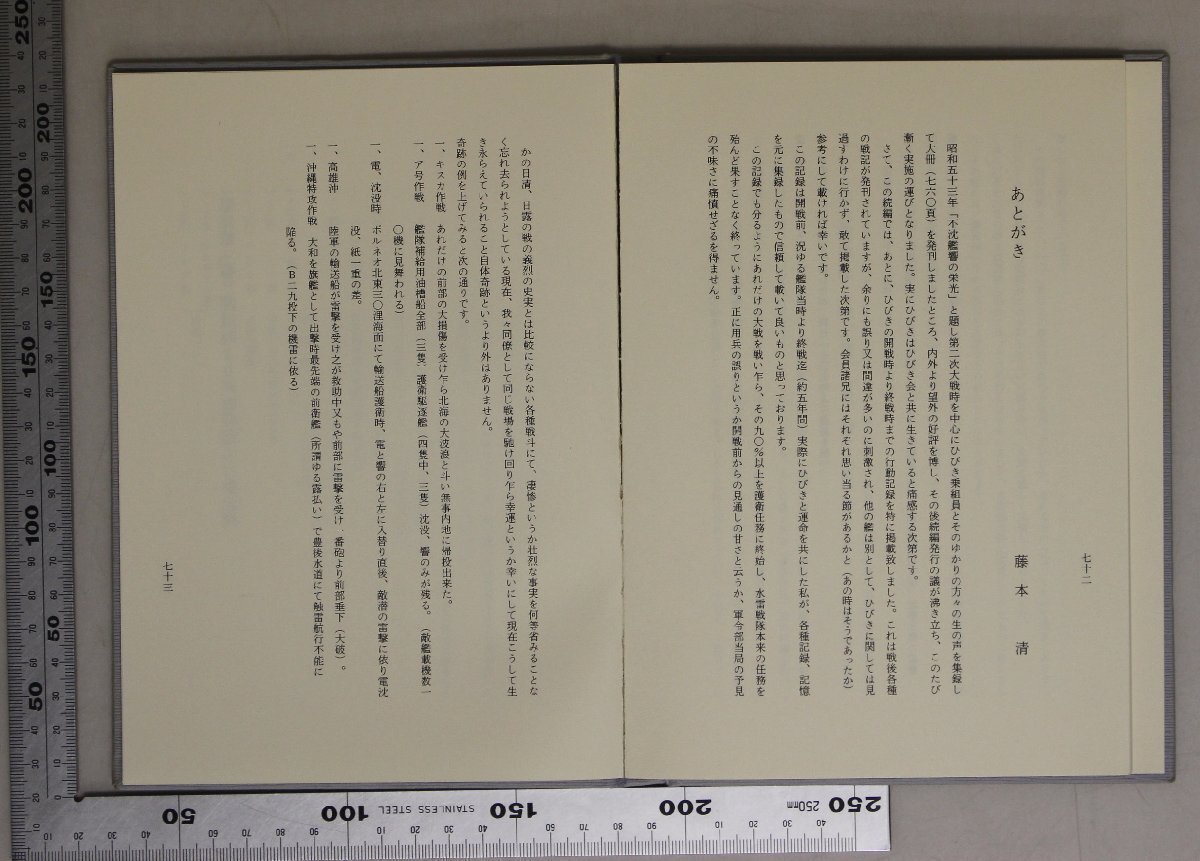 七十二
あとがき
藤本 清
昭和五十三年「不沈艦響の栄光」と題し第二次大戦時を中心にひびき乗組員とそのゆかりの方々の生の声を集録し
て大冊（七六〇頁）を発刊しましたところ、内外より望外の好評を博し、その後続編発行の議が沸き立ち、このたび
漸く実施の運びとなりました。実にひびきはひびき会と共に生きていると痛感する次第です。
さて、この続編では、あとに、ひびきの開戦時より終戦時までの行動記録を特に掲載致しました。これは戦後各種
の戦記が発刊されていますが、余りにも誤り又は間違が多いのに刺激され、他の艦は別として、ひびきに関しては見
過すわけに行かず、敢て掲載した次第です。会員諸兄にはそれぞれ思い当る節があるかと（あの時はそうであったか）
参考にして載ければ幸いです。
この記録は開戦前、況ゆる艦隊当時より終戦迄（約五年間）実際にひびきと運命を共にした私が、各種記録、記憶
を元に集録したもので信頼して載いて良いものと思っております。
この記録でも分るようにあれだけの大戦を戦い乍ら、その九〇％以上を護衛任務に終始し、水雷戦隊本来の任務を
殆んど果すことなく終っています。正に用兵の誤りというか開戦前からの見通しの甘さと云うか、軍令部当局の予見
の不味さに痛憤せざるを得ません。
かの日清、日露の戦の義烈の史実とは比較にならない各種戦斗にて、凄惨というか壮烈な事実を何等省みることな
く忘れ去られようとしている現在、我々同僚として同じ戦場を馳け回り乍ら幸運というか幸いにして現在こうして生
き永らえていられること自体奇跡というより外はありません。
奇跡の例を上げてみると次の通りです。
一、キスカ作戦 あれだけの前部の大損傷を受け乍ら北海の大波浪と斗い無事内地に帰投出来た。
一、ア号作戦 艦隊補給用油槽船全部（三隻）護衛駆逐艦（四隻中、三隻）沈没、響のみが残る。（敵艦載機数一
〇機に見舞われる）
一、電、沈没時 ボルネオ北東三〇浬海面にて輸送船護衛時、電と響の右と左に入替り直後、敵潜の雷撃に依り電沈
没、紙一重の差。
一、高雄沖 陸軍の輸送船が雷撃を受け之が救助中又もや前部に雷撃を受け一番砲より前部垂下（大破）。
一、沖縄特攻作戦 大和を旗艦として出撃時最先端の前衛艦（所謂ゆる露払い）で豊後水道にて触雷航行不能に
陥る。（B二九投下の機雷に依る）
七十三
50 100 150 200 250
STAINLESS STEEL
250mm
50 100 150 200 250